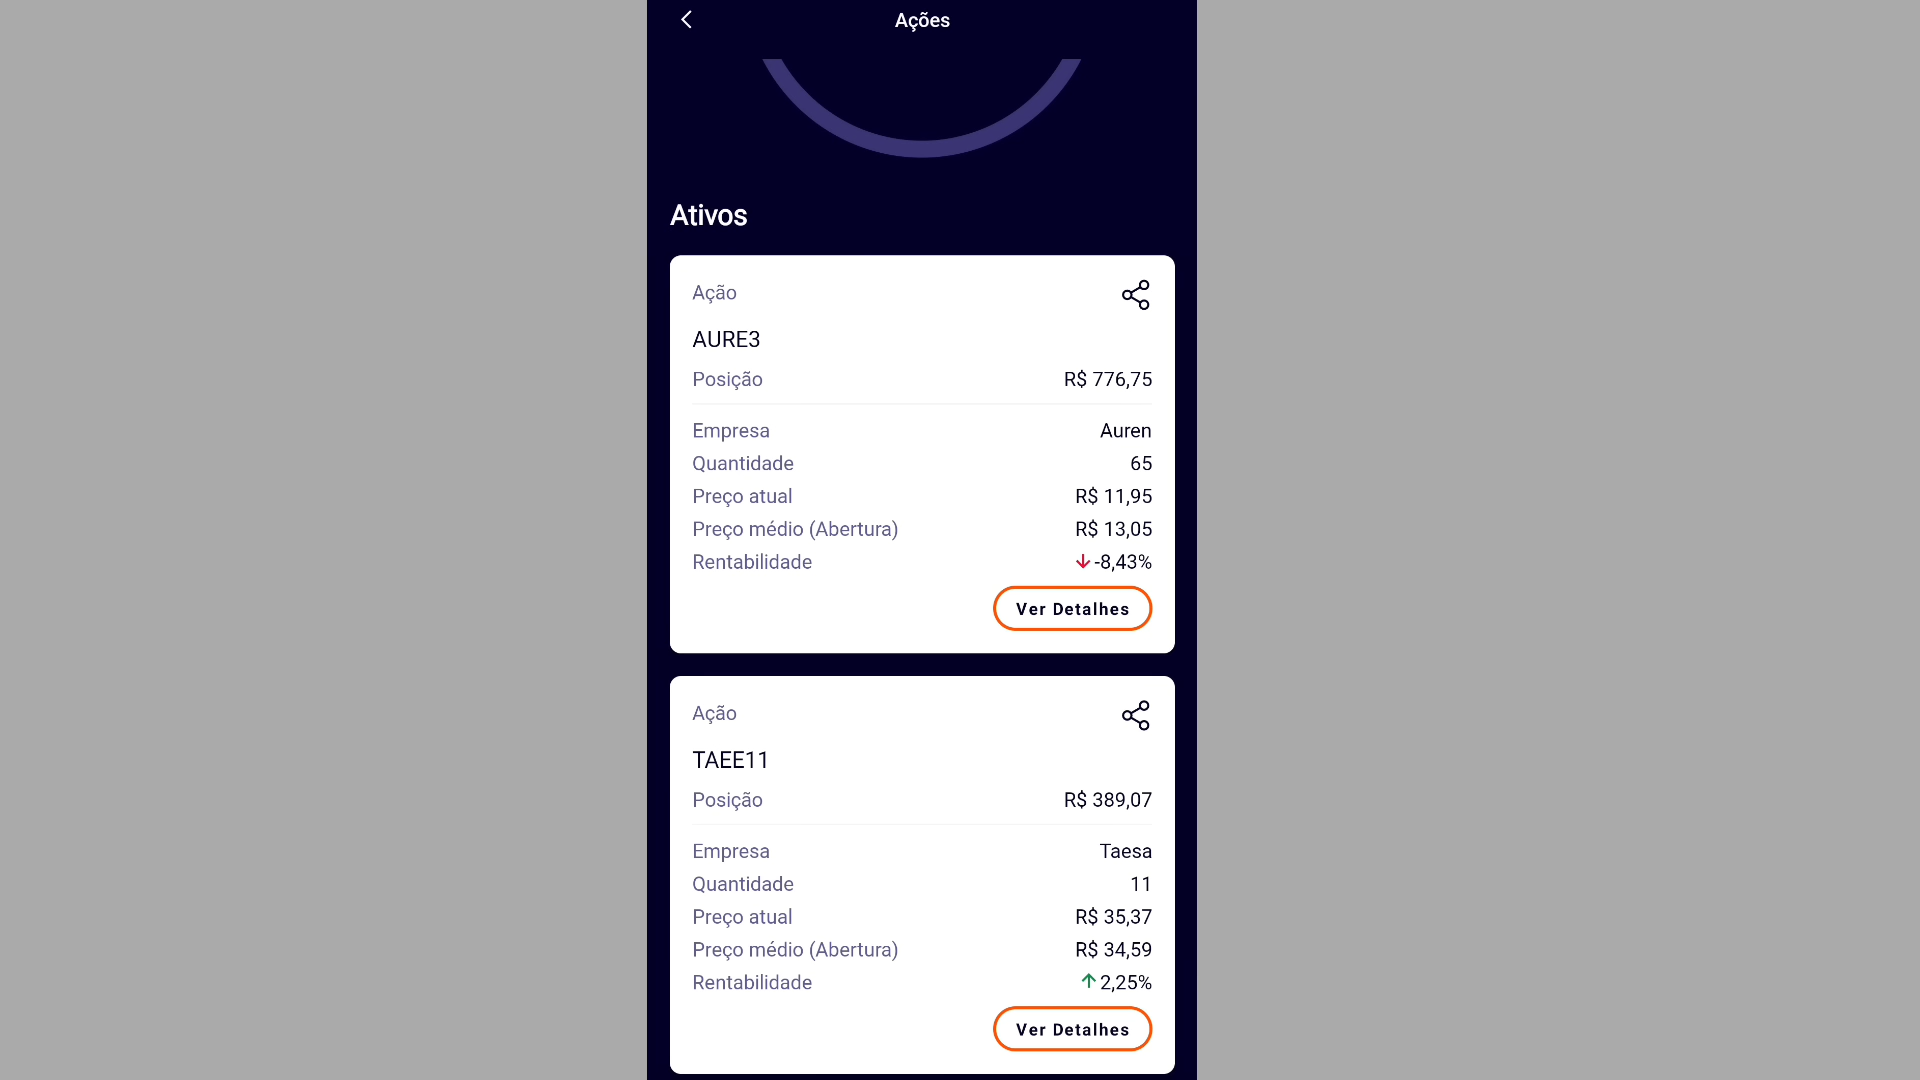 Ações
Ativos
Ação
AURE3
Posição R$ 776,75
Empresa Auren
Quantidade 65
Preço atual R$ 11,95
Preço médio (Abertura) R$ 13,05
Rentabilidade -8,43%
Ver Detalhes
Ação
TAEE11
Posição R$ 389,07
Empresa Taesa
Quantidade 11
Preço atual R$ 35,37
Preço médio (Abertura) R$ 34,59
Rentabilidade 2,25%
Ver Detalhes